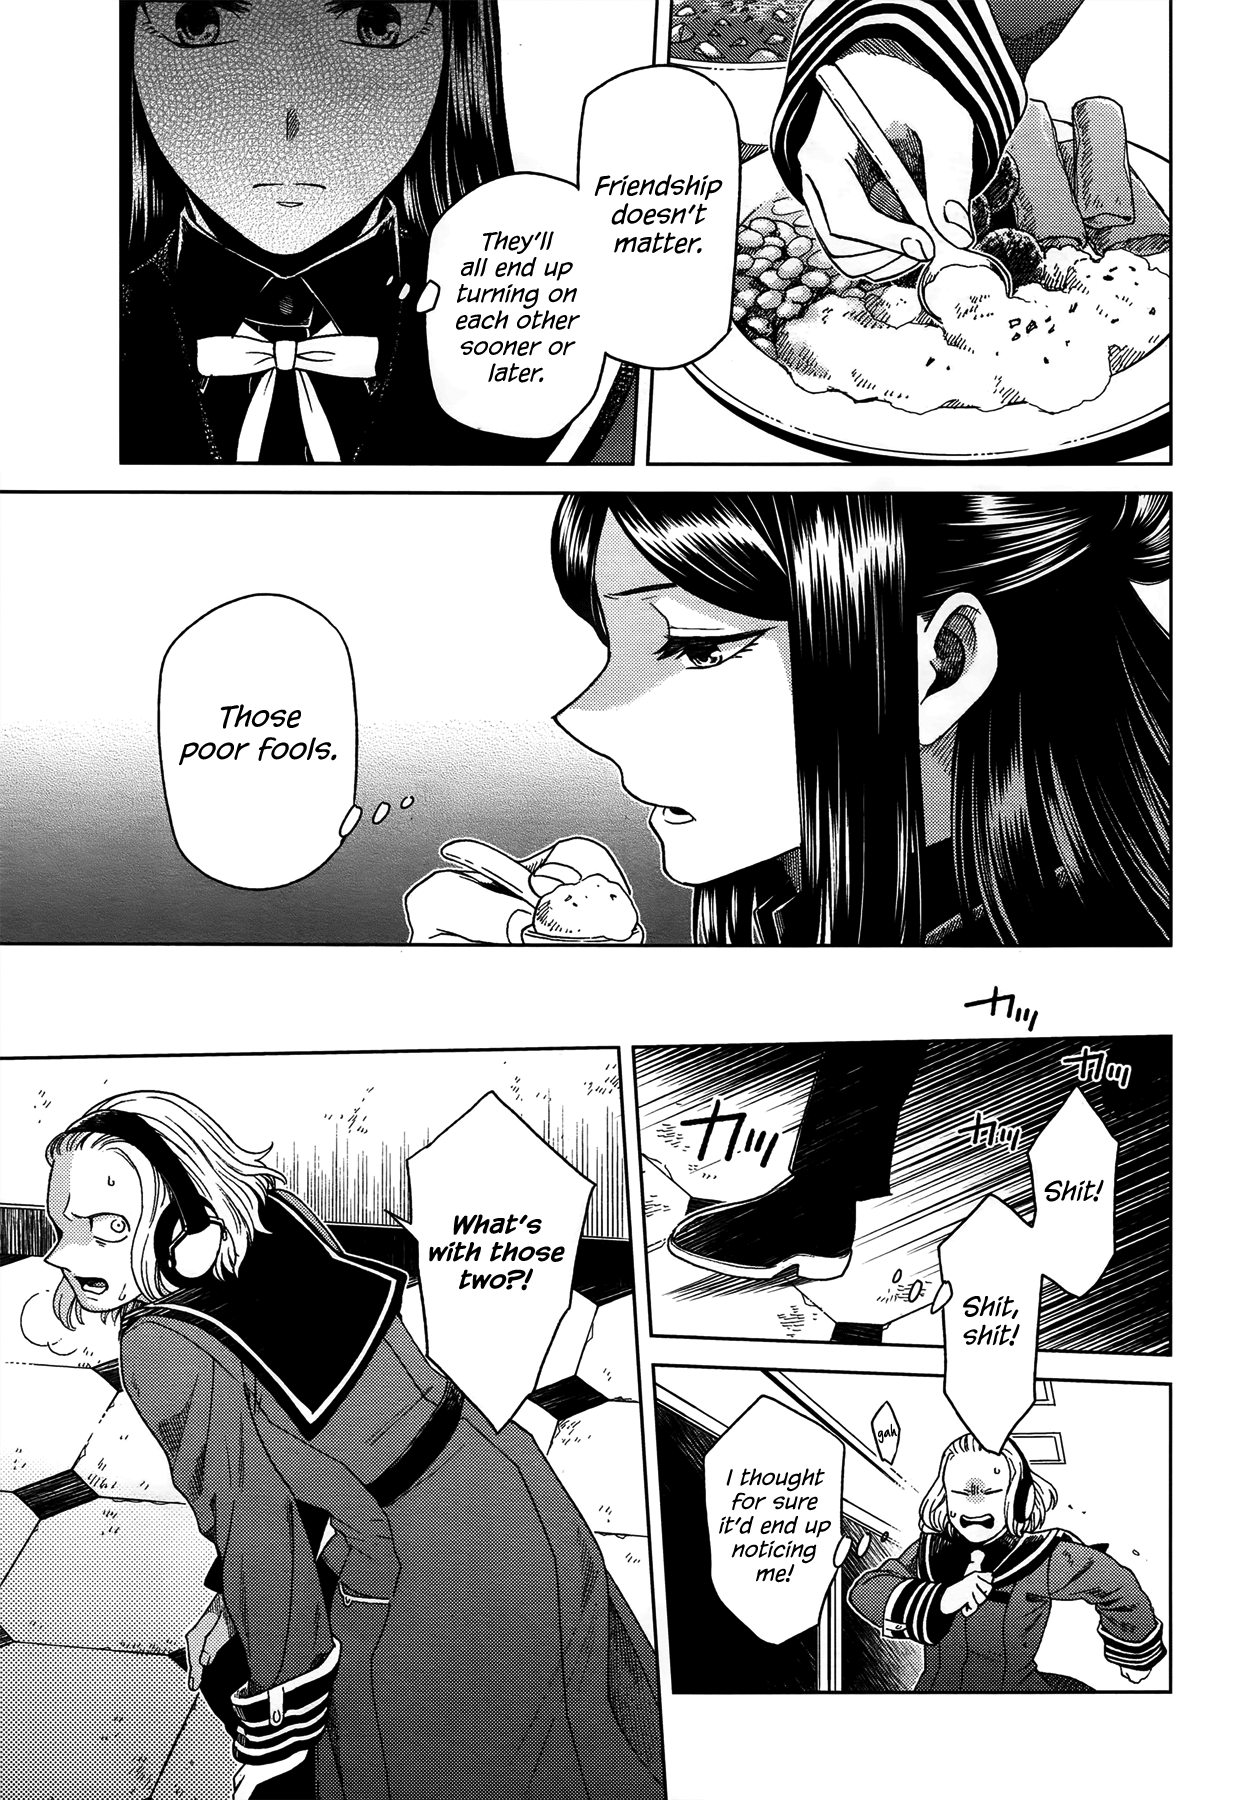 Friendship
doesn't
matter.
They'll
all end up
turning on
each other
sooner or
later.
Those
poor fools.
カッ
カッ
カッ
カッ
Shit!
Shit,
shit!
gah
I thought
for sure
it'd end up
noticing
me!
What's
with those
two?!